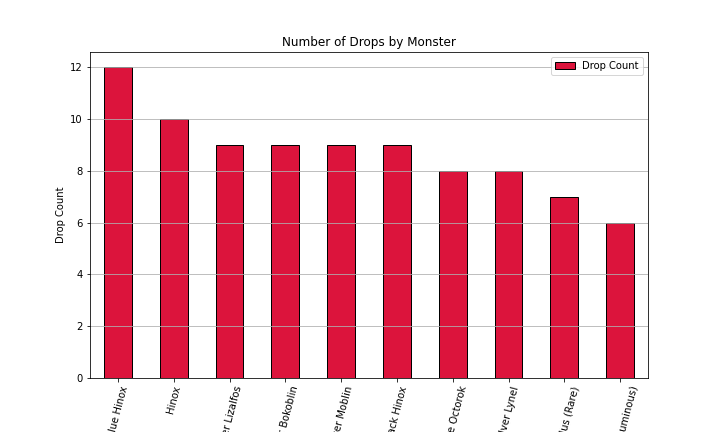 Number of Drops by Monster
Drop Count
12
10
8
6
4
2
0
Drop Count
lue Hinox
Hinox
er Lizalfos
Bokoblin
er Moblin
ack Hinox
e Octorok
lver Lynel
us (Rare)
uminous)